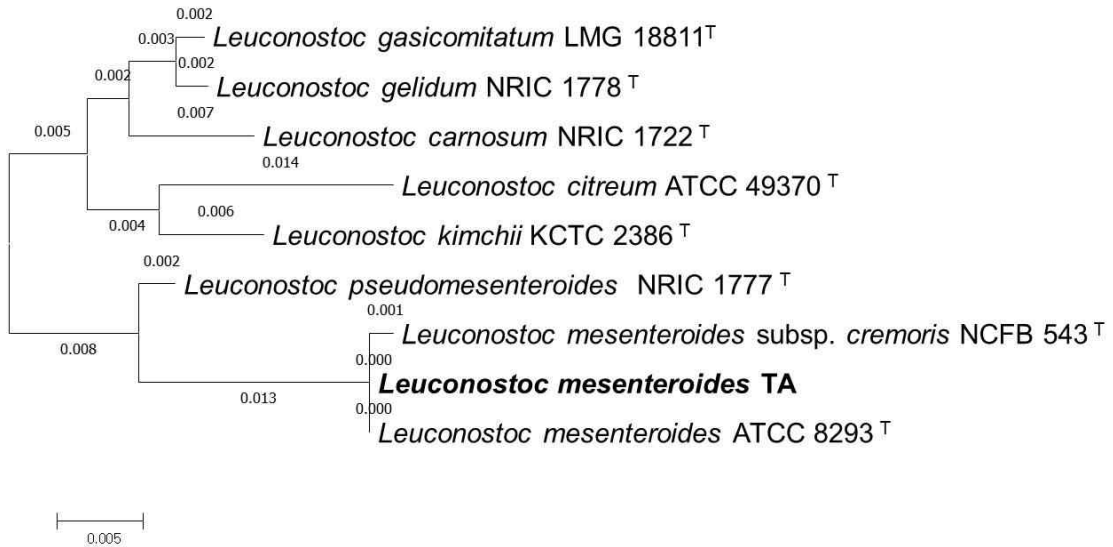 0.002
0.003
Leuconostoc gasicomitatum LMG 18811T
0.002
0.002
Leuconostoc gelidum NRIC 1778 T
0.007
0.005
Leuconostoc carnosum NRIC 1722 T
0.014
Leuconostoc citreum ATCC 49370 T
0.006
0.004
Leuconostoc kimchii KCTC 2386 T
0.002
Leuconostoc pseudomesenteroides NRIC 1777 T
0.001
Leuconostoc mesenteroides subsp. cremoris NCFB 543 T
0.008
0.000
Leuconostoc mesenteroides TA
0.013
0.000
Leuconostoc mesenteroides ATCC 8293 T
0.005